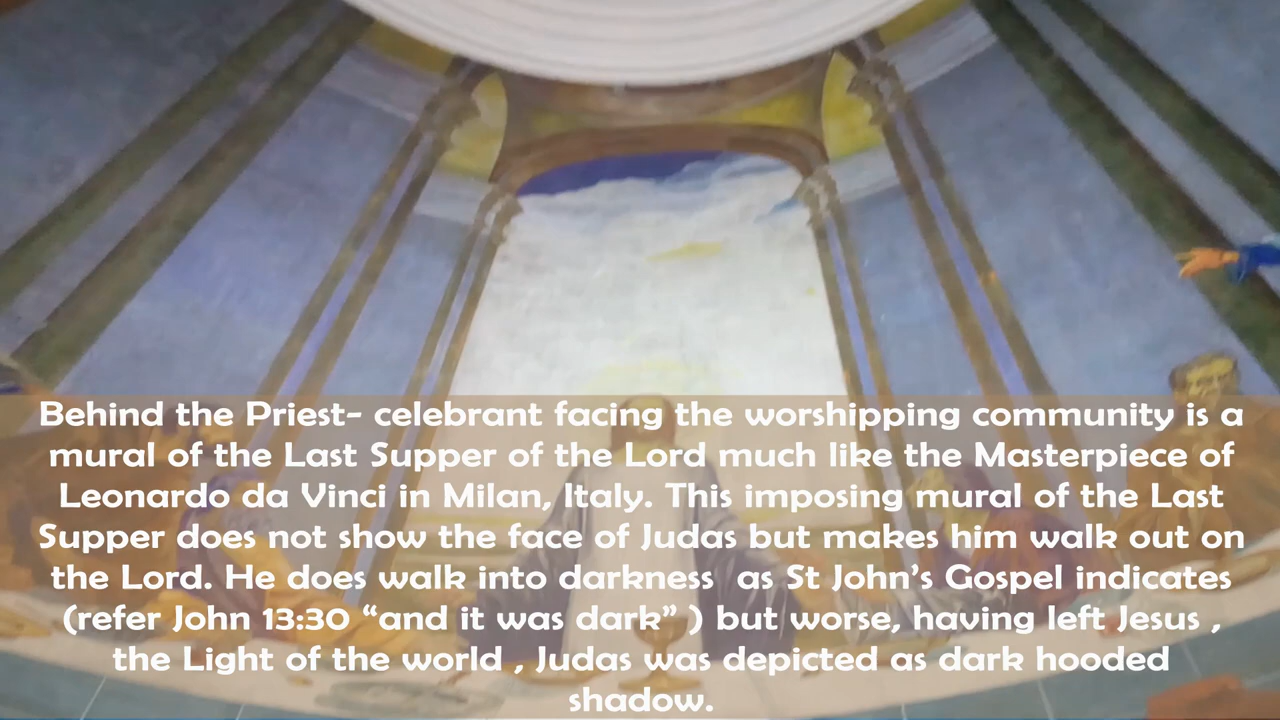 Behind the Priest- celebrant facing the worshipping community is a
mural of the Last Supper of the Lord much like the Masterpiece of
Leonardo da Vinci in Milan, Italy. This imposing mural of the Last
Supper does not show the face of Judas but makes him walk out on
the Lord. He does walk into darkness  as St John’s Gospel indicates
(refer John 13:30 “and it was dark” ) but worse, having left Jesus ,
the Light of the world , Judas was depicted as dark hooded
shadow.